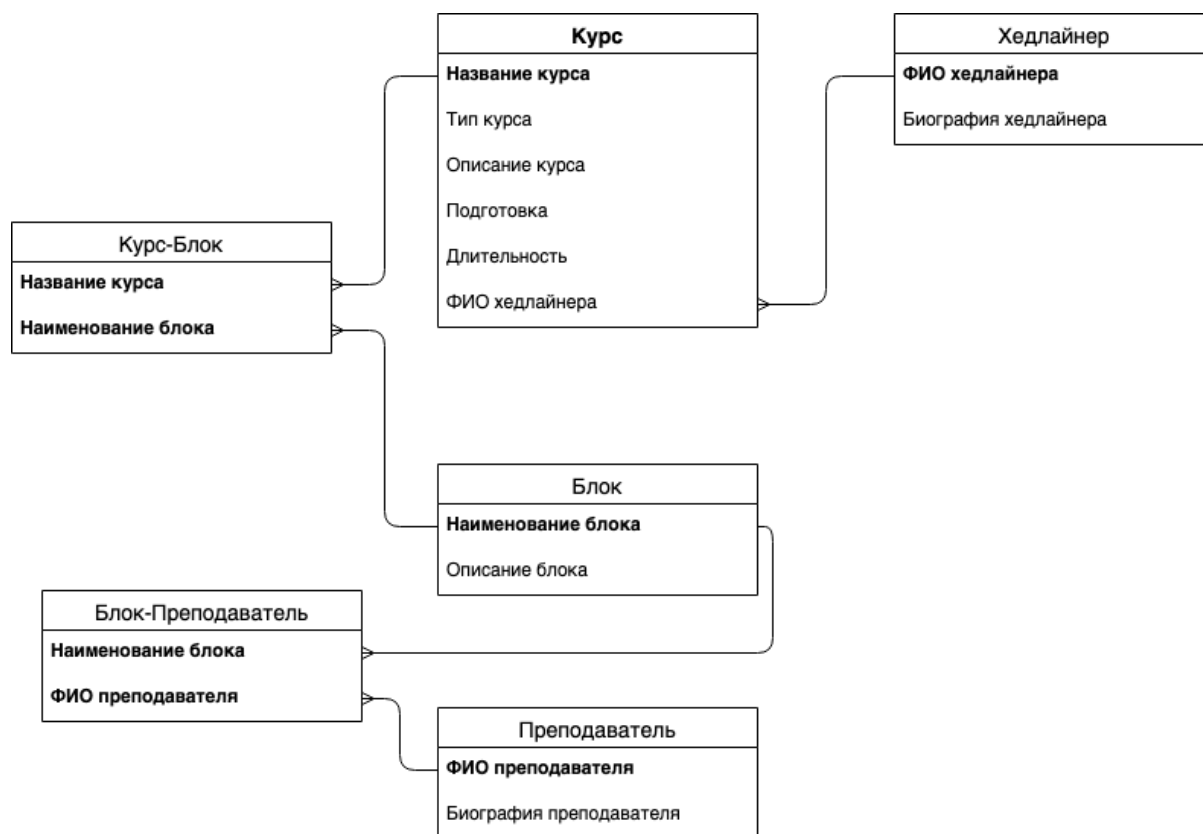 Курс
Название курса
Тип курса
Описание курса
Подготовка
Длительность
ФИО хедлайнера
Хедлайнер
ФИО хедлайнера
Биография хедлайнера
Курс-Блок
Название курса
Наименование блока
Блок
Наименование блока
Описание блока
Блок-Преподаватель
Наименование блока
ФИО преподавателя
Преподаватель
ФИО преподавателя
Биография преподавателя